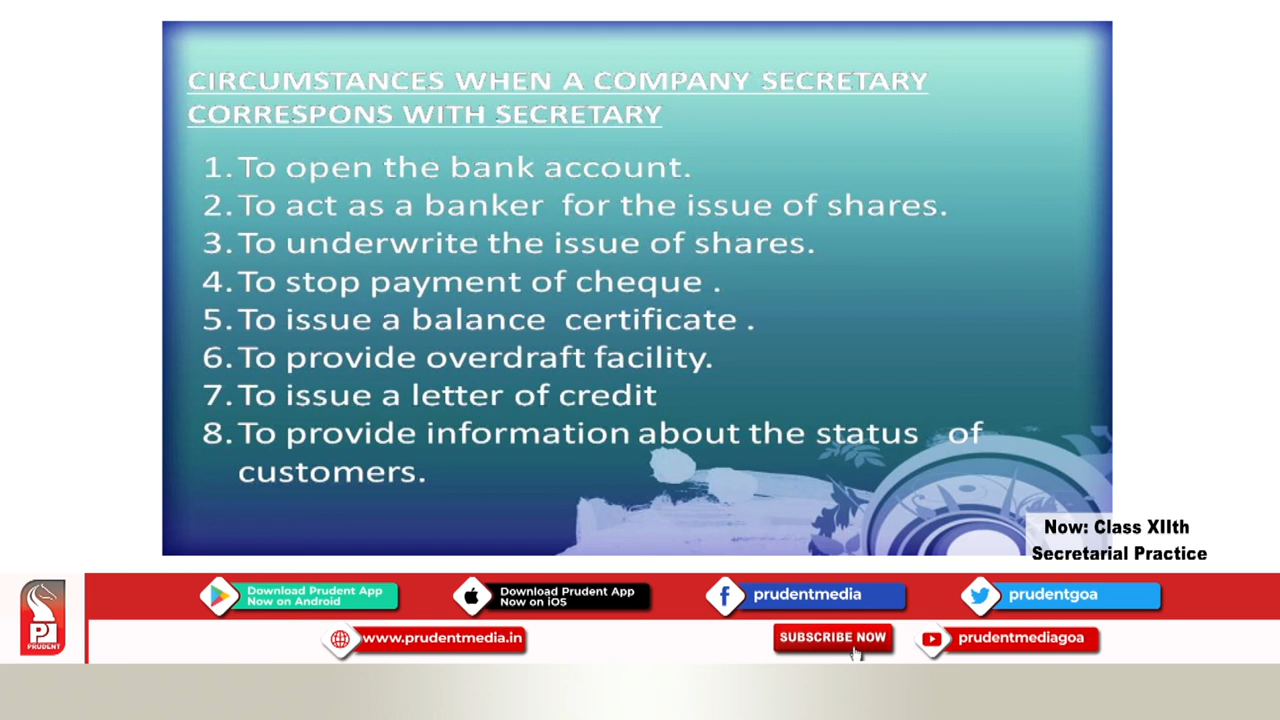 CIRCUMSTANCES WHEN A COMPANY SECRETARY
CORRESPONS WITH SECRETARY
1. To open the bank account.
2. To act as a banker for the issue of shares.
3. To underwrite the issue of shares.
4. To stop payment of cheque .
5. To issue a balance certificate .
6. To provide overdraft facility.
7. To issue a letter of credit
8. To provide information about the status of
customers.
Now: Class XIIth
Secretarial Practice
Download Prudent App
Now on Android
Download Prudent App
Now on iOS
prudentmedia
prudentgoa
PRUDENT
www.prudentmedia.in
SUBSCRIBE NOW
prudentmediagoa